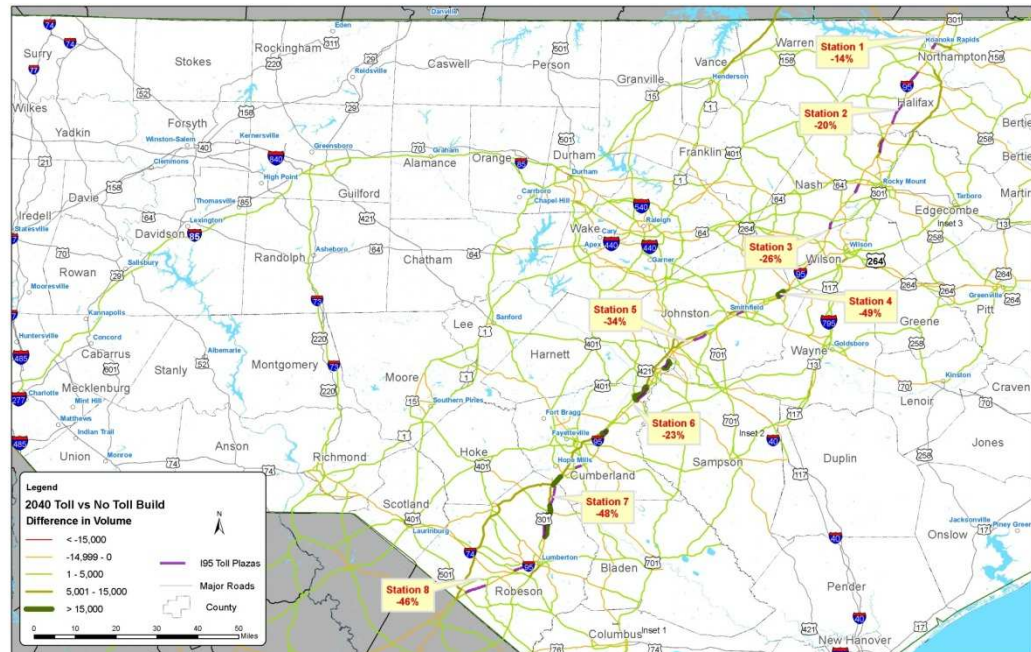 Danville
Eden
Surry
Stokes
Rockingham
Caswell
Person
Granville
Vance
Warren
Roanoke Rapids
Northampton
Station 1
-14%
Henderson
Reidsville
Halifax
Station 2
-20%
Wilkes
Yadkin
Forsyth
Winston-Salem
Kernersville
Greensboro
Clemmons
High Point
Graham
Alamance
Orange
Durham
Durham
Franklin
Bertie
Bertie
Nash
Rocky Mount
Tarboro
Martin
Davie
Thomasville
Guilford
Carrboro
Chapel Hill
Iredell
Statesville
Lexington
Davidson
Raleigh
Wake
Cary
Apex
Garner
Edgecombe
Inset 3
Station 3
-26%
Wilson
Wilson
Rowan
Salisbury
Randolph
Asheboro
Chatham
Mooresville
Kannapolis
Huntersville
Concord
Cabarrus
Albemarle
Stanly
Montgomery
Lee
Sanford
Station 5
-34%
Johnston
Smithfield
Station 4
-49%
Greenville
Pitt
Greene
Wayne
Goldsboro
Harnett
Moore
Kinston
Craven
Lenoir
Charlotte
Mecklenburg
Mint Hill
Matthews
Indian Trail
Monroe
Union
Anson
Richmond
Southern Pines
Fort Bragg
Fayetteville
Hope Mills
Hoke
Cumberland
Station 6
-23%
Sampson
Inset 2
Duplin
Jones
Scotland
Laurinburg
Station 7
-48%
Onslow
Jacksonville
Piney Green
Lumberton
Bladen
Pender
Station 8
-46%
Robeson
Columbus
Inset 1
New Hanover
Legend
2040 Toll vs No Toll Build
Difference in Volume
< -15,000
-14,999 - 0
1 - 5,000
5,001 - 15,000
> 15,000
N
I95 Toll Plazas
Major Roads
County
0 10 20 30 40 50
Miles